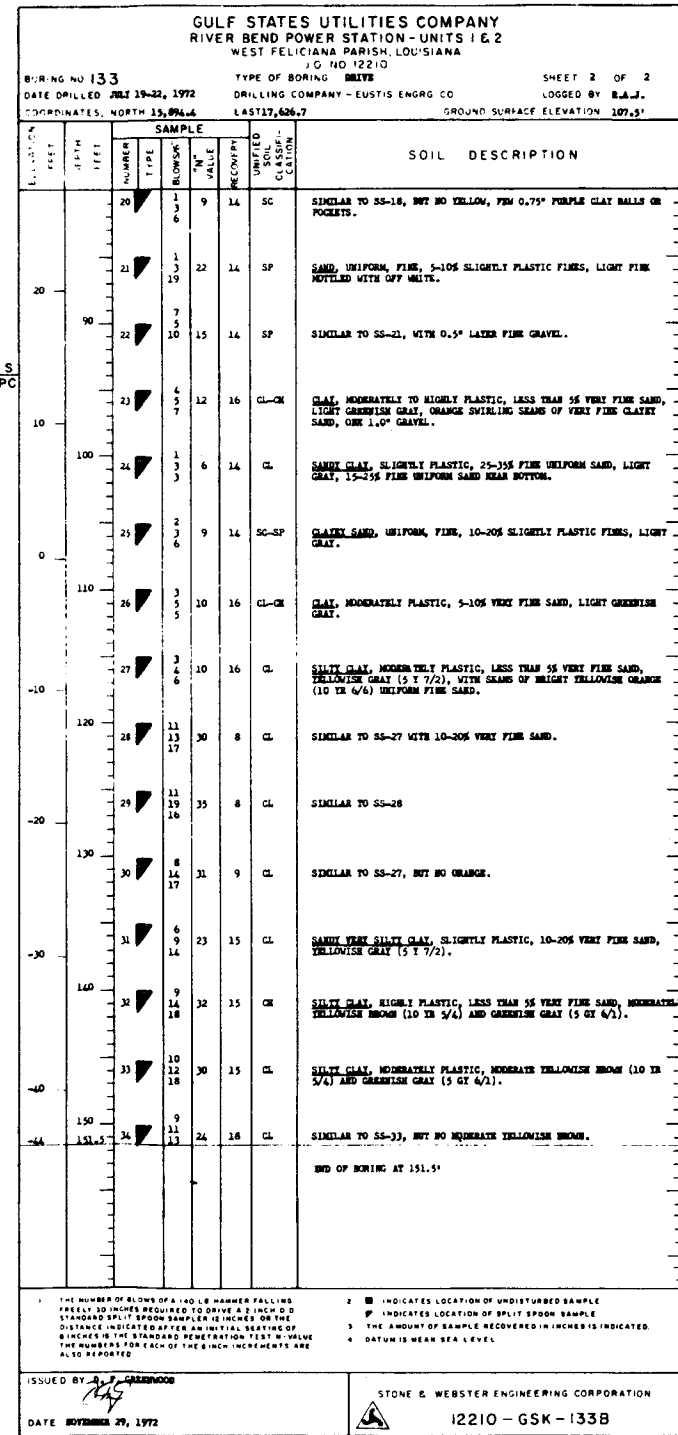 GULF STATES UTILITIES COMPANY
RIVER BEND POWER STATION - UNITS 1 & 2
WEST FELICIANA PARISH, LOUISIANA
J O NO 12210
BORING NO 133 TYPE OF BORING DRIVE SHEET 2 OF 2
DATE DRILLED JULY 19-22, 1972 DRILLING COMPANY - EUSTIS ENGRG CO LOGGED BY R.A.J.
COORDINATES, NORTH 15,894.4 EAST 17,626.7 GROUND SURFACE ELEVATION 107.5'
ELEVATION FEET
DEPTH FEET
SAMPLE
NUMBER
TYPE
BLOWS/6"
"N" VALUE
RECOVERY
UNIFIED SOIL CLASSIFICATION
SOIL DESCRIPTION
20 1 3 6 9 14 SC SIMILAR TO SS-18, BUT NO YELLOW, FEW 0.75" PURPLE CLAY BALLS OR
POCKETS.
21 1 3 19 22 14 SP SAND, UNIFORM, FINE, 5-10% SLIGHTLY PLASTIC FINES, LIGHT PINK
MOTTLED WITH OFF WHITE.
20
90
22 7 5 10 15 14 SP SIMILAR TO SS-21, WITH 0.5" LAYER FINE GRAVEL.
S
PC
23 4 5 7 12 16 CL-CH CLAY, MODERATELY TO HIGHLY PLASTIC, LESS THAN 5% VERY FINE SAND,
LIGHT GREENISH GRAY, ORANGE SWIRLING SEAMS OF VERY FINE CLAYEY
SAND, ONE 1.0" GRAVEL.
10
100
24 1 3 3 6 14 CL SANDY CLAY, SLIGHTLY PLASTIC, 25-35% FINE UNIFORM SAND, LIGHT
GRAY, 15-25% FINE UNIFORM SAND NEAR BOTTOM.
25 2 3 6 9 14 SC-SP CLAYEY SAND, UNIFORM, FINE, 10-20% SLIGHTLY PLASTIC FINES, LIGHT
GRAY.
0
110
26 3 5 5 10 16 CL-CH CLAY, MODERATELY PLASTIC, 5-10% VERY FINE SAND, LIGHT GREENISH
GRAY.
27 3 4 6 10 16 CL SILTY CLAY, MODERATELY PLASTIC, LESS THAN 5% VERY FINE SAND,
YELLOWISH GRAY (5 Y 7/2), WITH SEAMS OF BRIGHT YELLOWISH ORANGE
(10 YR 6/6) UNIFORM FINE SAND.
-10
120
28 11 13 17 30 8 CL SIMILAR TO SS-27 WITH 10-20% VERY FINE SAND.
29 11 19 16 35 8 CL SIMILAR TO SS-28
-20
130
30 8 14 17 31 9 CL SIMILAR TO SS-27, BUT NO ORANGE.
31 6 9 14 23 15 CL SANDY VERY SILTY CLAY, SLIGHTLY PLASTIC, 10-20% VERY FINE SAND,
YELLOWISH GRAY (5 Y 7/2).
-30
140
32 9 14 18 32 15 CH SILTY CLAY, HIGHLY PLASTIC, LESS THAN 5% VERY FINE SAND, MODERATE
YELLOWISH BROWN (10 YR 5/4) AND GREENISH GRAY (5 GY 6/1).
33 10 12 18 30 15 CL SILTY CLAY, MODERATELY PLASTIC, MODERATE YELLOWISH BROWN (10 YR
5/4) AND GREENISH GRAY (5 GY 6/1).
-40
150
-44 151.5 34 9 11 13 24 18 CL SIMILAR TO SS-33, BUT NO MODERATE YELLOWISH BROWN.
END OF BORING AT 151.5'
1 THE NUMBER OF BLOWS OF A 140 LB HAMMER FALLING
FREELY 30 INCHES REQUIRED TO DRIVE A 2 INCH O D
STANDARD SPLIT SPOON SAMPLER 12 INCHES OR THE
DISTANCE INDICATED AFTER AN INITIAL SEATING OF
6 INCHES IS THE STANDARD PENETRATION TEST N-VALUE
THE NUMBERS FOR EACH OF THE 6 INCH INCREMENTS ARE
ALSO REPORTED
2 INDICATES LOCATION OF UNDISTURBED SAMPLE
INDICATES LOCATION OF SPLIT SPOON SAMPLE
3 THE AMOUNT OF SAMPLE RECOVERED IN INCHES IS INDICATED.
4 DATUM IS MEAN SEA LEVEL
ISSUED BY D. F. GREENWOOD
DATE NOVEMBER 29, 1972
STONE & WEBSTER ENGINEERING CORPORATION
12210 - GSK - 133B